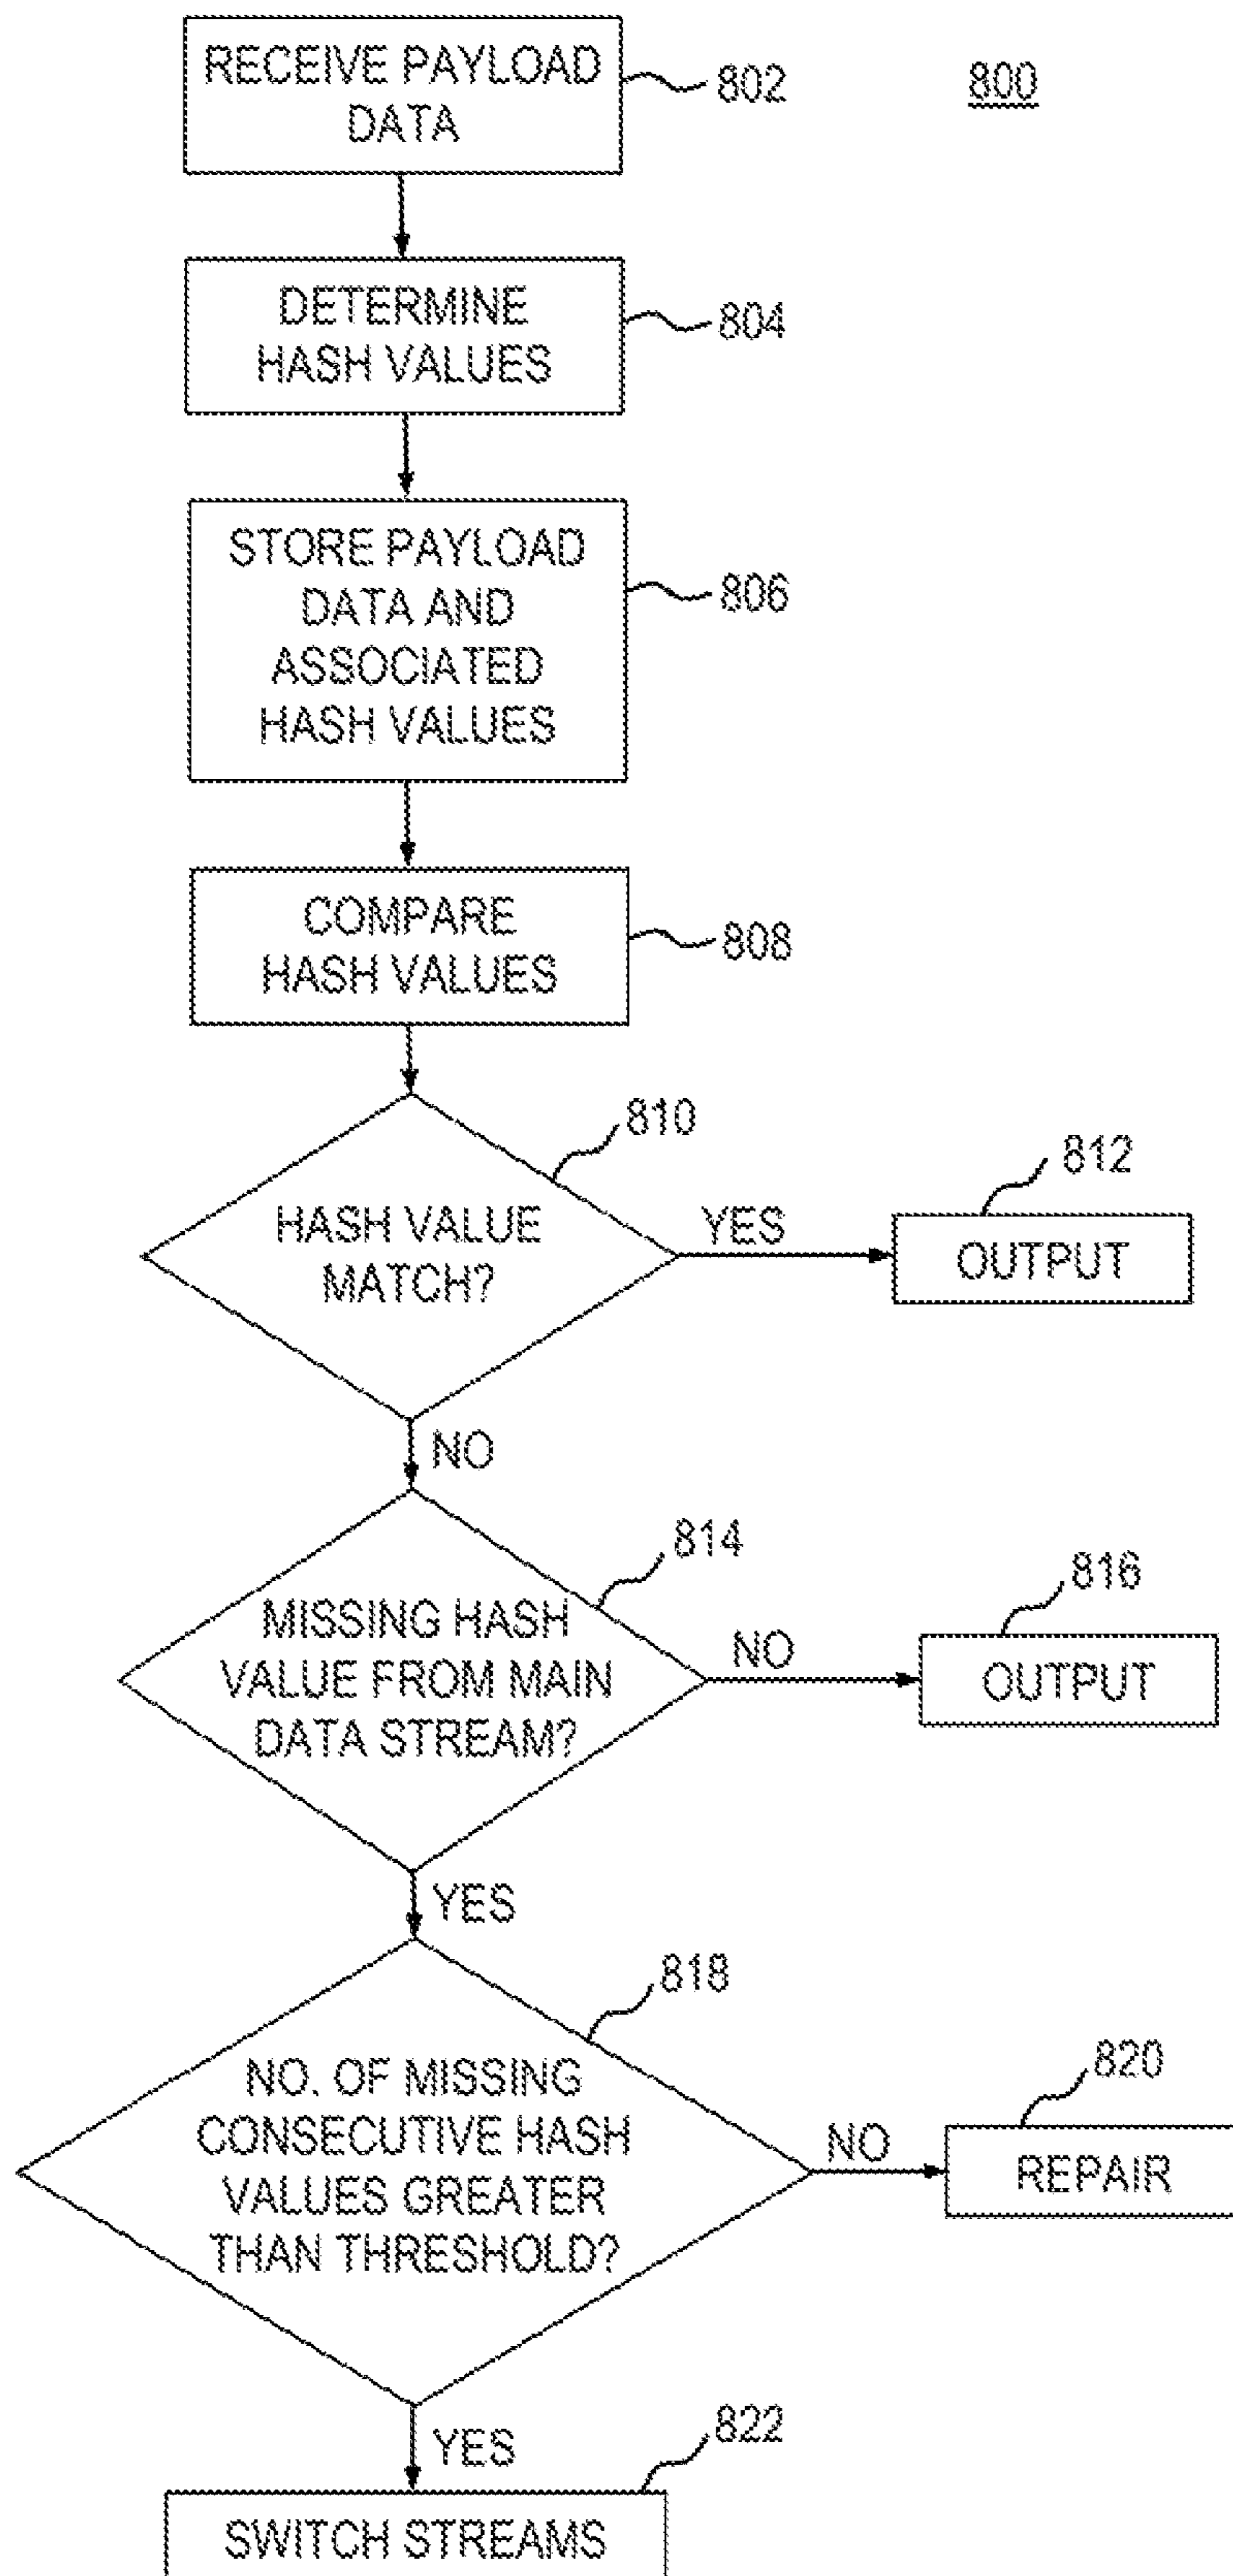 RECEIVE PAYLOAD
DATA
802
800
DETERMINE
HASH VALUES
804
STORE PAYLOAD
DATA AND
ASSOCIATED
HASH VALUES
806
COMPARE
HASH VALUES
808
810
HASH VALUE
MATCH?
YES
812
OUTPUT
NO
814
MISSING HASH
VALUE FROM MAIN
DATA STREAM?
NO
816
OUTPUT
YES
818
NO. OF MISSING
CONSECUTIVE HASH
VALUES GREATER
THAN THRESHOLD?
NO
820
REPAIR
YES
822
SWITCH STREAMS